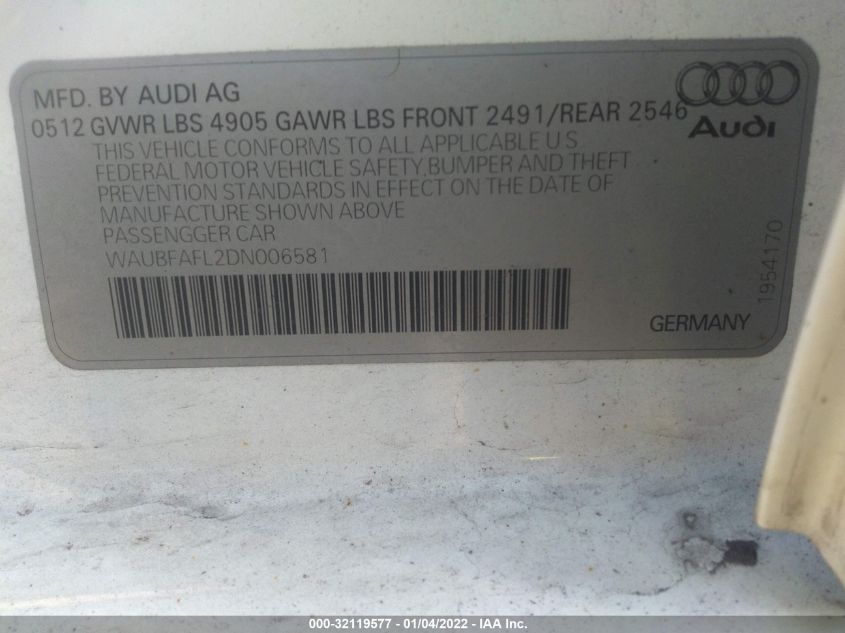 MFD. BY AUDI AG
0512 GVWR LBS 4905 GAWR LBS FRONT 2491/REAR 2546
Audi
THIS VEHICLE CONFORMS TO ALL APPLICABLE U S
FEDERAL MOTOR VEHICLE SAFETY,BUMPER AND THEFT
PREVENTION STANDARDS IN EFFECT ON THE DATE OF
MANUFACTURE SHOWN ABOVE
PASSENGGER CAR
WAUBFAFL2DN006581
1954170
GERMANY
000-32119577 - 01/04/2022 - IAA Inc.